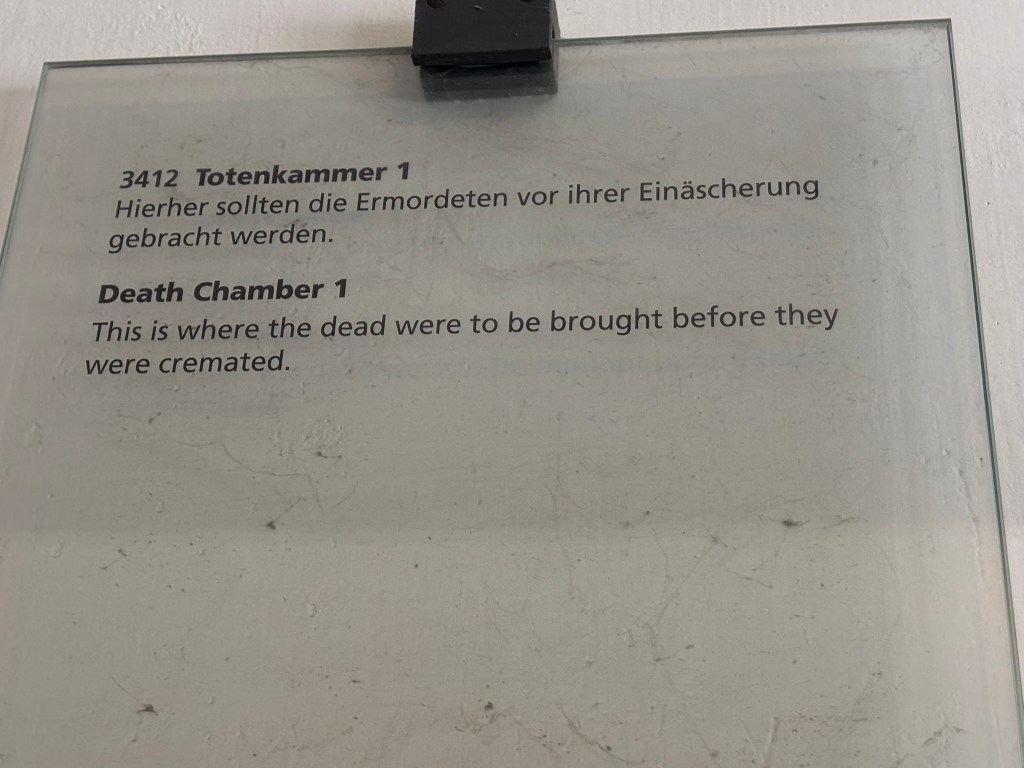 3412 Totenkammer 1
Hierher sollten die Ermordeten vor ihrer Einäscherung
gebracht werden.
Death Chamber 1
This is where the dead were to be brought before they
were cremated.